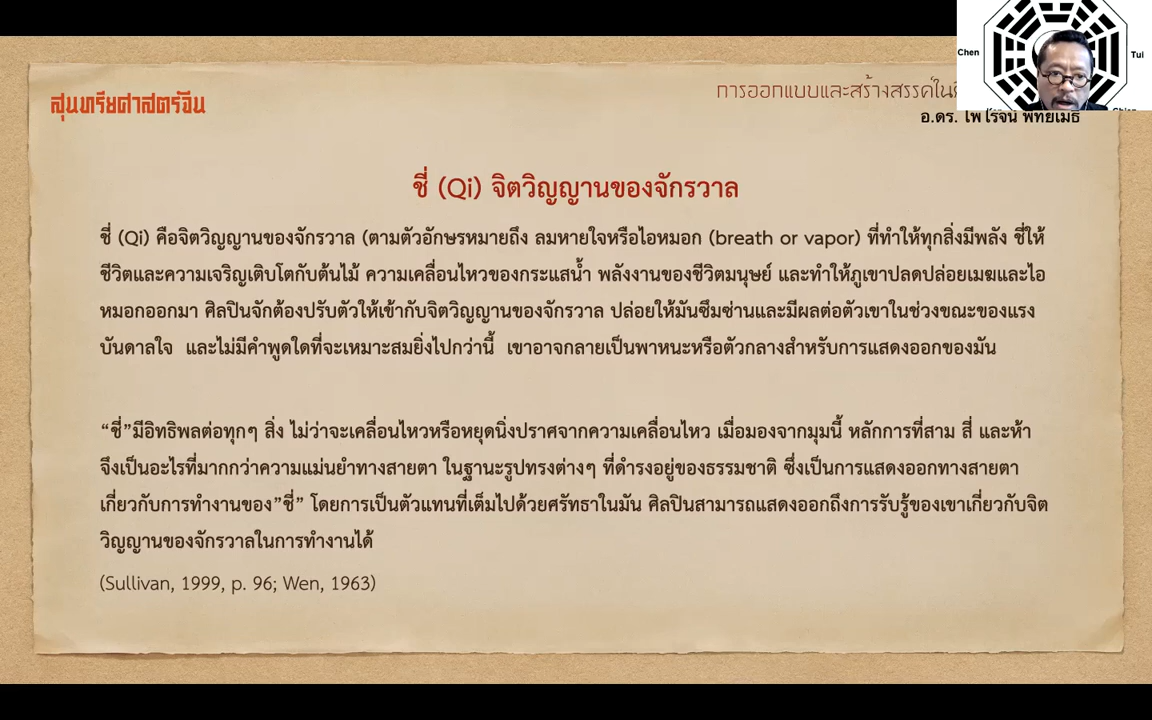 สุนทรียศาสตร์จีน
การออกแบบและสร้างสรรค์ใน
Chen
Tui
อ.ดร. ไพโรจน์ พิทยเมธี
ชี่ (Qi) จิตวิญญาณของจักรวาล
ชี่ (Qi) คือจิตวิญญาณของจักรวาล (ตามตัวอักษรหมายถึง ลมหายใจหรือไอหมอก (breath or vapor) ที่ทำให้ทุกสิ่งมีพลัง ชี่ให้
ชีวิตและความเจริญเติบโตกับต้นไม้ ความเคลื่อนไหวของกระแสน้ำ พลังงานของชีวิตมนุษย์ และทำให้ภูเขาปลดปล่อยเมฆและไอ
หมอกออกมา ศิลปินจักต้องปรับตัวให้เข้ากับจิตวิญญาณของจักรวาล ปล่อยให้มันซึมซ่านและมีผลต่อตัวเขาในช่วงขณะของแรง
บันดาลใจ และไม่มีคำพูดใดที่จะเหมาะสมยิ่งไปกว่านี้ เขาอาจกลายเป็นพาหนะหรือตัวกลางสำหรับการแสดงออกของมัน
“ชี่”มีอิทธิพลต่อทุกๆ สิ่ง ไม่ว่าจะเคลื่อนไหวหรือหยุดนิ่งปราศจากความเคลื่อนไหว เมื่อมองจากมุมนี้ หลักการที่สาม สี่ และห้า
จึงเป็นอะไรที่มากกว่าความแม่นยำทางสายตา ในฐานะรูปทรงต่างๆ ที่ดำรงอยู่ของธรรมชาติ ซึ่งเป็นการแสดงออกทางสายตา
เกี่ยวกับการทำงานของ”ชี่” โดยการเป็นตัวแทนที่เต็มไปด้วยศรัทธาในมัน ศิลปินสามารถแสดงออกถึงการรับรู้ของเขาเกี่ยวกับจิต
วิญญาณของจักรวาลในการทำงานได้
(Sullivan, 1999, p. 96; Wen, 1963)